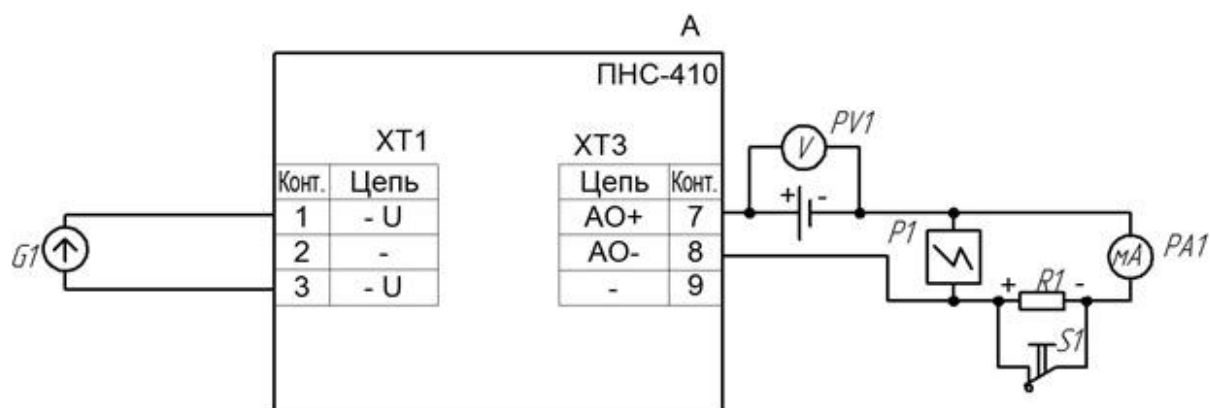 А
ПНС-410
XT1
XT3
Конт. Цепь
Цепь Конт.
1 - U
AO+ 7
2 -
AO- 8
3 - U
- 9
G1
PV1
V
+ -
P1
мА
PA1
+ R1 -
S1